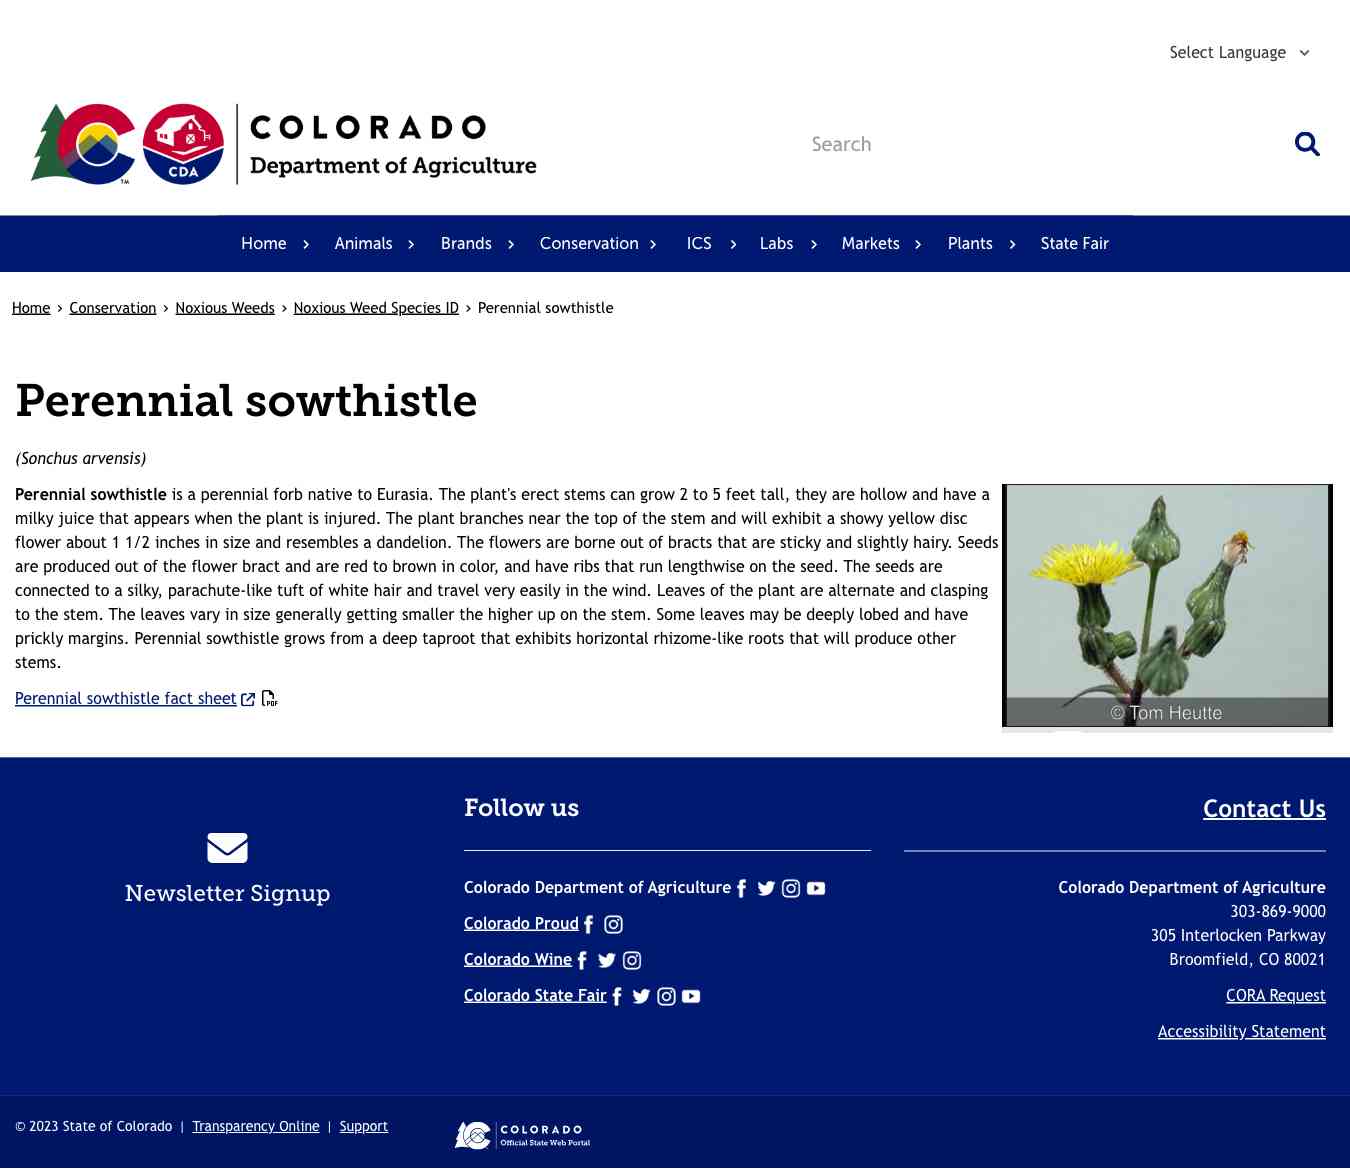 Select Language
COLORADO
Department of Agriculture
CDA
TM
Search
Home
Animals
Brands
Conservation
ICS
Labs
Markets
Plants
State Fair
Home › Conservation › Noxious Weeds › Noxious Weed Species ID › Perennial sowthistle
Perennial sowthistle
(Sonchus arvensis)
Perennial sowthistle is a perennial forb native to Eurasia. The plant's erect stems can grow 2 to 5 feet tall, they are hollow and have a
milky juice that appears when the plant is injured. The plant branches near the top of the stem and will exhibit a showy yellow disc
flower about 1 1/2 inches in size and resembles a dandelion. The flowers are borne out of bracts that are sticky and slightly hairy. Seeds
are produced out of the flower bract and are red to brown in color, and have ribs that run lengthwise on the seed. The seeds are
connected to a silky, parachute-like tuft of white hair and travel very easily in the wind. Leaves of the plant are alternate and clasping
to the stem. The leaves vary in size generally getting smaller the higher up on the stem. Some leaves may be deeply lobed and have
prickly margins. Perennial sowthistle grows from a deep taproot that exhibits horizontal rhizome-like roots that will produce other
stems.
Perennial sowthistle fact sheet
PDF
© Tom Heutte
Newsletter Signup
Follow us
Colorado Department of Agriculture
Colorado Proud
Colorado Wine
Colorado State Fair
Contact Us
Colorado Department of Agriculture
303-869-9000
305 Interlocken Parkway
Broomfield, CO 80021
CORA Request
Accessibility Statement
© 2023 State of Colorado | Transparency Online | Support
COLORADO
Official State Web Portal